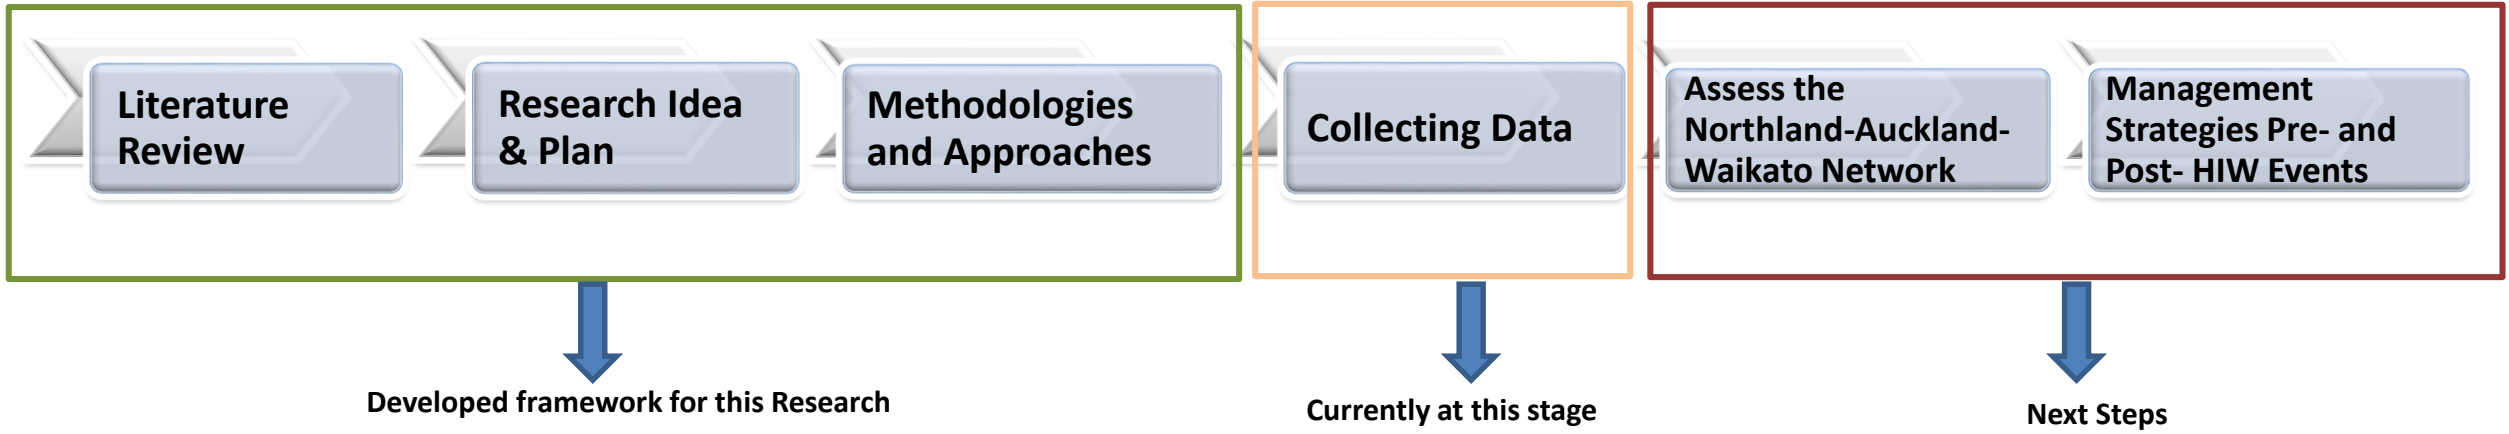 Literature
Review
Research Idea
& Plan
Methodologies
and Approaches
Collecting Data
Assess the
Northland-Auckland-
Waikato Network
Management
Strategies Pre- and
Post- HIW Events
Developed framework for this Research
Currently at this stage
Next Steps